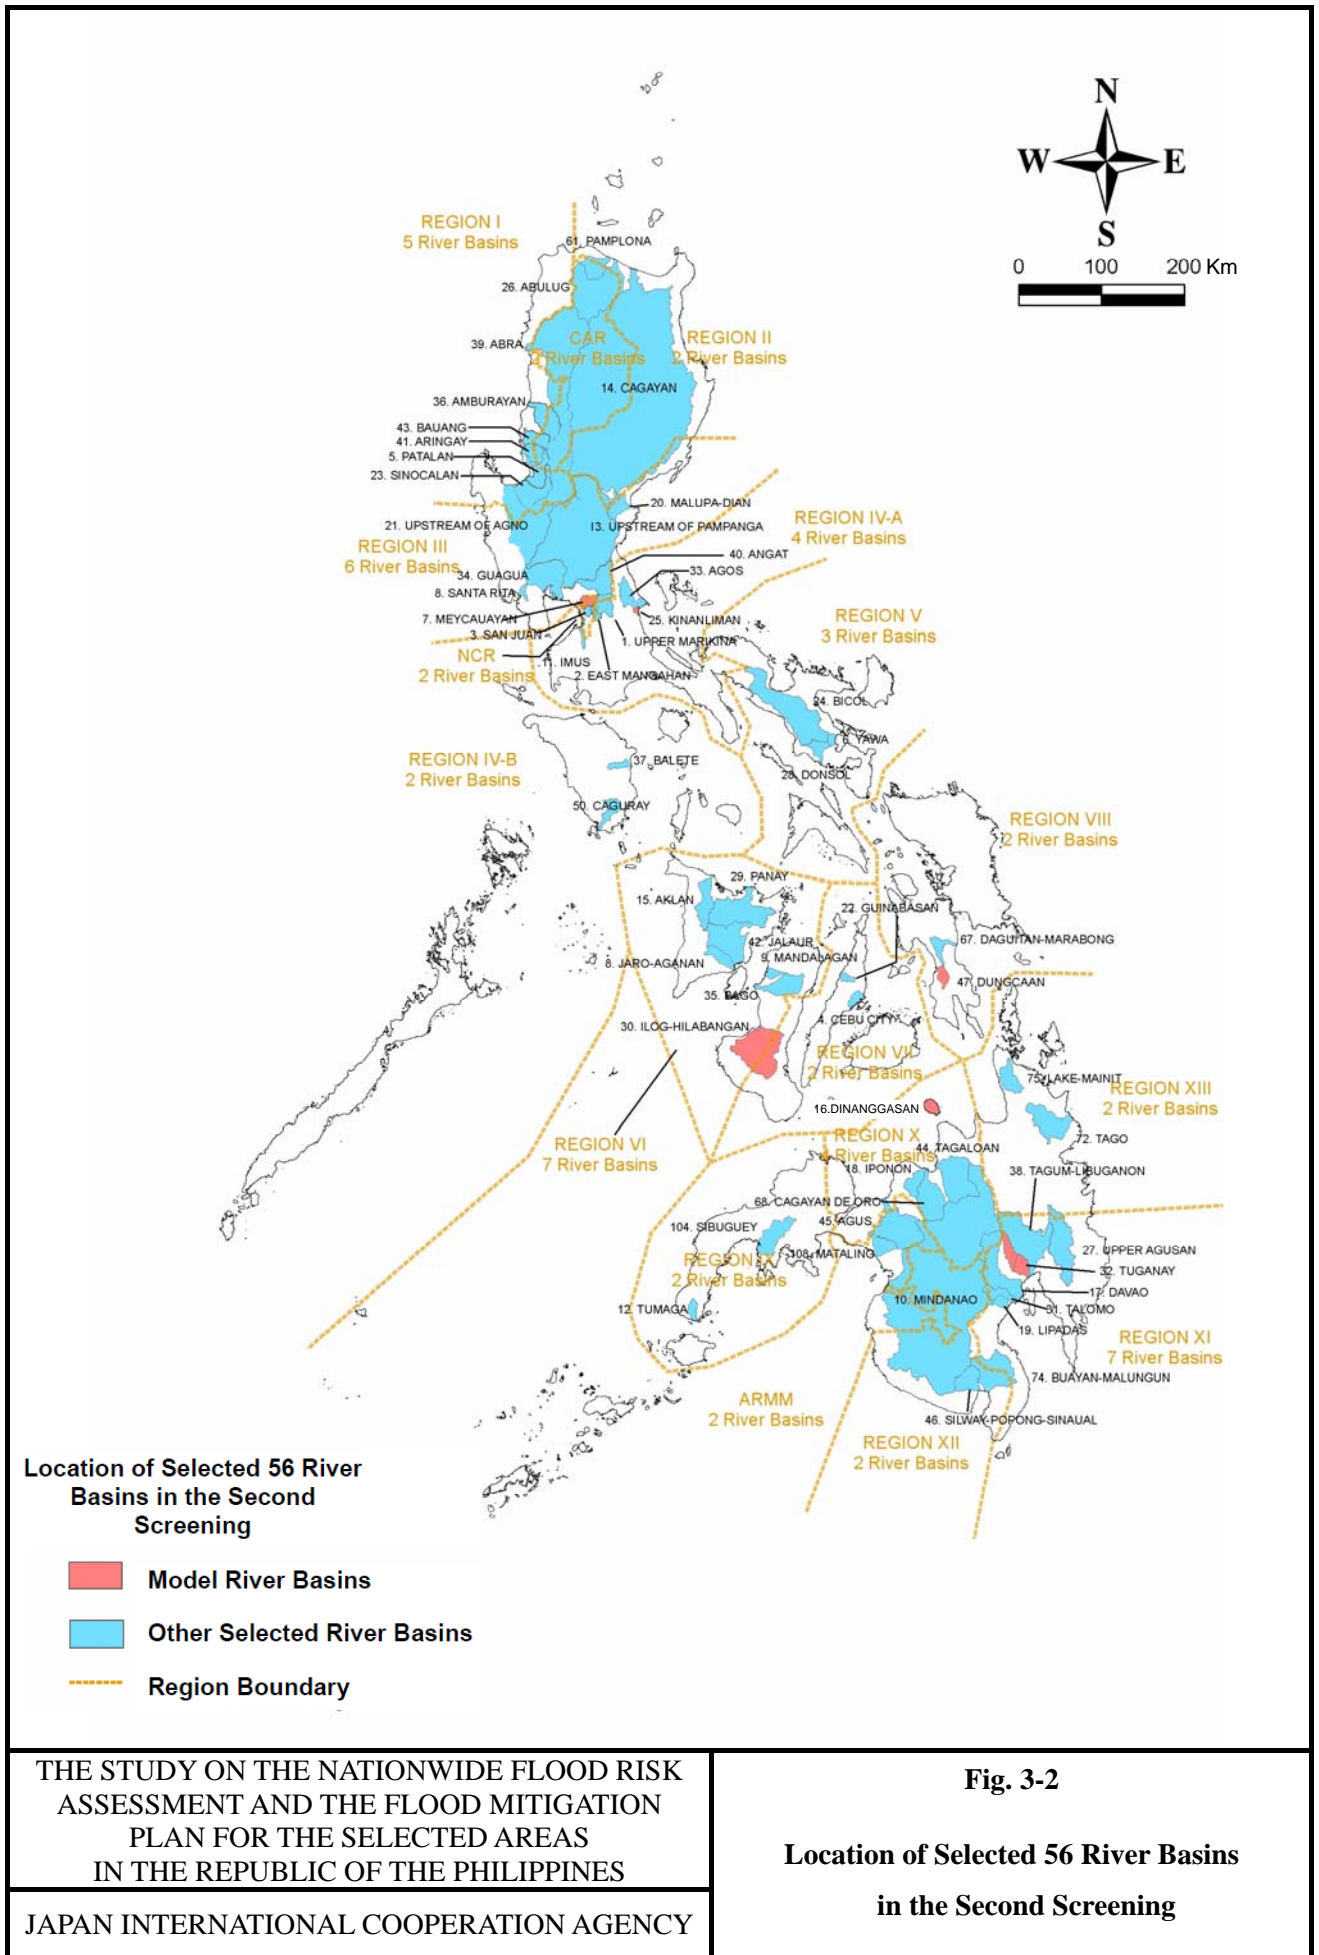 N
W E
S
0 100 200 Km
REGION I
5 River Basins
61. PAMPLONA
26. ABULUG
39. ABRA
CAR
2 River Basins
REGION II
2 River Basins
14. CAGAYAN
36. AMBURAYAN
43. BAUANG
41. ARINGAY
5. PATALAN
23. SINOCALAN
20. MALUPA-DIAN
21. UPSTREAM OF AGNO
13. UPSTREAM OF PAMPANGA
REGION IV-A
4 River Basins
REGION III
6 River Basins
40. ANGAT
34. GUAGUA
33. AGOS
8. SANTA RITA
7. MEYCAUAYAN
25. KINANLIMAN
3. SAN JUAN
1. UPPER MARIKINA
REGION V
3 River Basins
NCR
2 River Basins
11. IMUS
2. EAST MANGAHAN
24. BICOL
6. YAWA
REGION IV-B
2 River Basins
37. BALETE
28. DONSOL
50. CAGURAY
REGION VIII
2 River Basins
29. PANAY
15. AKLAN
22. GUINABASAN
42. JALAUR
67. DAGUITAN-MARABONG
9. MANDALAGAN
8. JARO-AGANAN
47. DUNGCAAN
35. BAGO
4. CEBU CITY
30. ILOG-HILABANGAN
REGION VII
2 River Basins
75. LAKE-MAINIT
REGION XIII
2 River Basins
16.DINANGGASAN
72. TAGO
REGION VI
7 River Basins
REGION X
River Basins
44. TAGALOAN
18. IPONON
38. TAGUM-LIBUGANON
68. CAGAYAN DE ORO
45. AGUS
104. SIBUGUEY
108. MATALING
REGION IX
2 River Basins
27. UPPER AGUSAN
32. TUGANAY
17. DAVAO
31. TALOMO
10. MINDANAO
12. TUMAGA
19. LIPADAS
REGION XI
7 River Basins
74. BUAYAN-MALUNGUN
ARMM
2 River Basins
46. SILWAY-POPONG-SINAUAL
REGION XII
2 River Basins
Location of Selected 56 River
Basins in the Second
Screening
Model River Basins
Other Selected River Basins
Region Boundary
THE STUDY ON THE NATIONWIDE FLOOD RISK
ASSESSMENT AND THE FLOOD MITIGATION
PLAN FOR THE SELECTED AREAS
IN THE REPUBLIC OF THE PHILIPPINES
JAPAN INTERNATIONAL COOPERATION AGENCY
Fig. 3-2
Location of Selected 56 River Basins
in the Second Screening